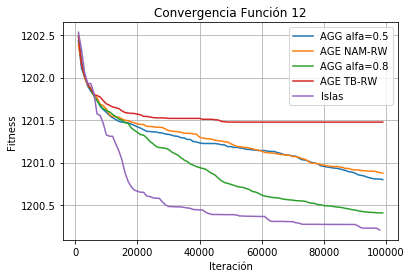 Convergencia Función 12
Fitness
1202.5
1202.0
1201.5
1201.0
1200.5
AGG alfa=0.5
AGE NAM-RW
AGG alfa=0.8
AGE TB-RW
Islas
0
20000
40000
60000
80000
100000
Iteración